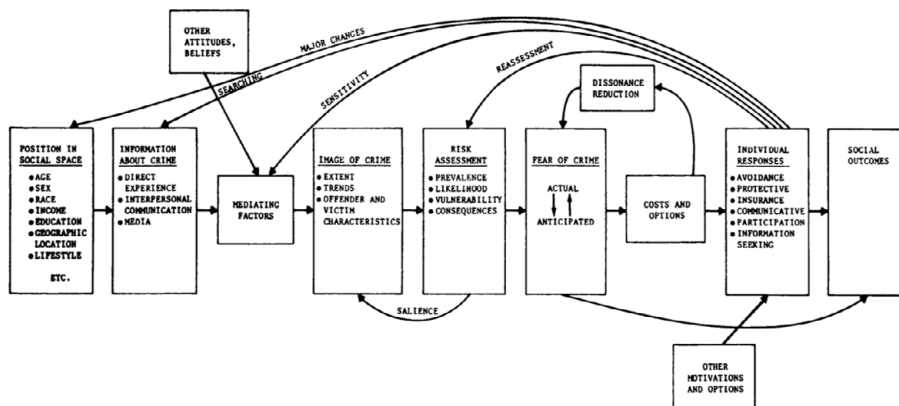 OTHER
ATTITUDES,
BELIEFS
MAJOR CHANCES
SEARCHING
SENSITIVITY
REASSESSMENT
DISSONANCE
REDUCTION
POSITION IN
SOCIAL SPACE
● AGE
● SEX
● RACE
● INCOME
● EDUCATION
● GEOGRAPHIC
LOCATION
● LIFESTYLE
ETC.
INFORMATION
ABOUT CRIME
● DIRECT
EXPERIENCE
● INTERPERSONAL
COMMUNICATION
● MEDIA
MEDIATING
FACTORS
IMAGE OF CRIME
● EXTENT
● TRENDS
● OFFENDER AND
VICTIM
CHARACTERISTICS
RISK
ASSESSMENT
● PREVALENCE
● LIKELIHOOD
● VULNERABILITY
● CONSEQUENCES
FEAR OF CRIME
ACTUAL
ANTICIPATED
COSTS AND
OPTIONS
INDIVIDUAL
RESPONSES
● AVOIDANCE
● PROTECTIVE
● INSURANCE
● COMMUNICATIVE
● PARTICIPATION
● INFORMATION
SEEKING
SOCIAL
OUTCOMES
SALIENCE
OTHER
MOTIVATIONS
AND OPTIONS